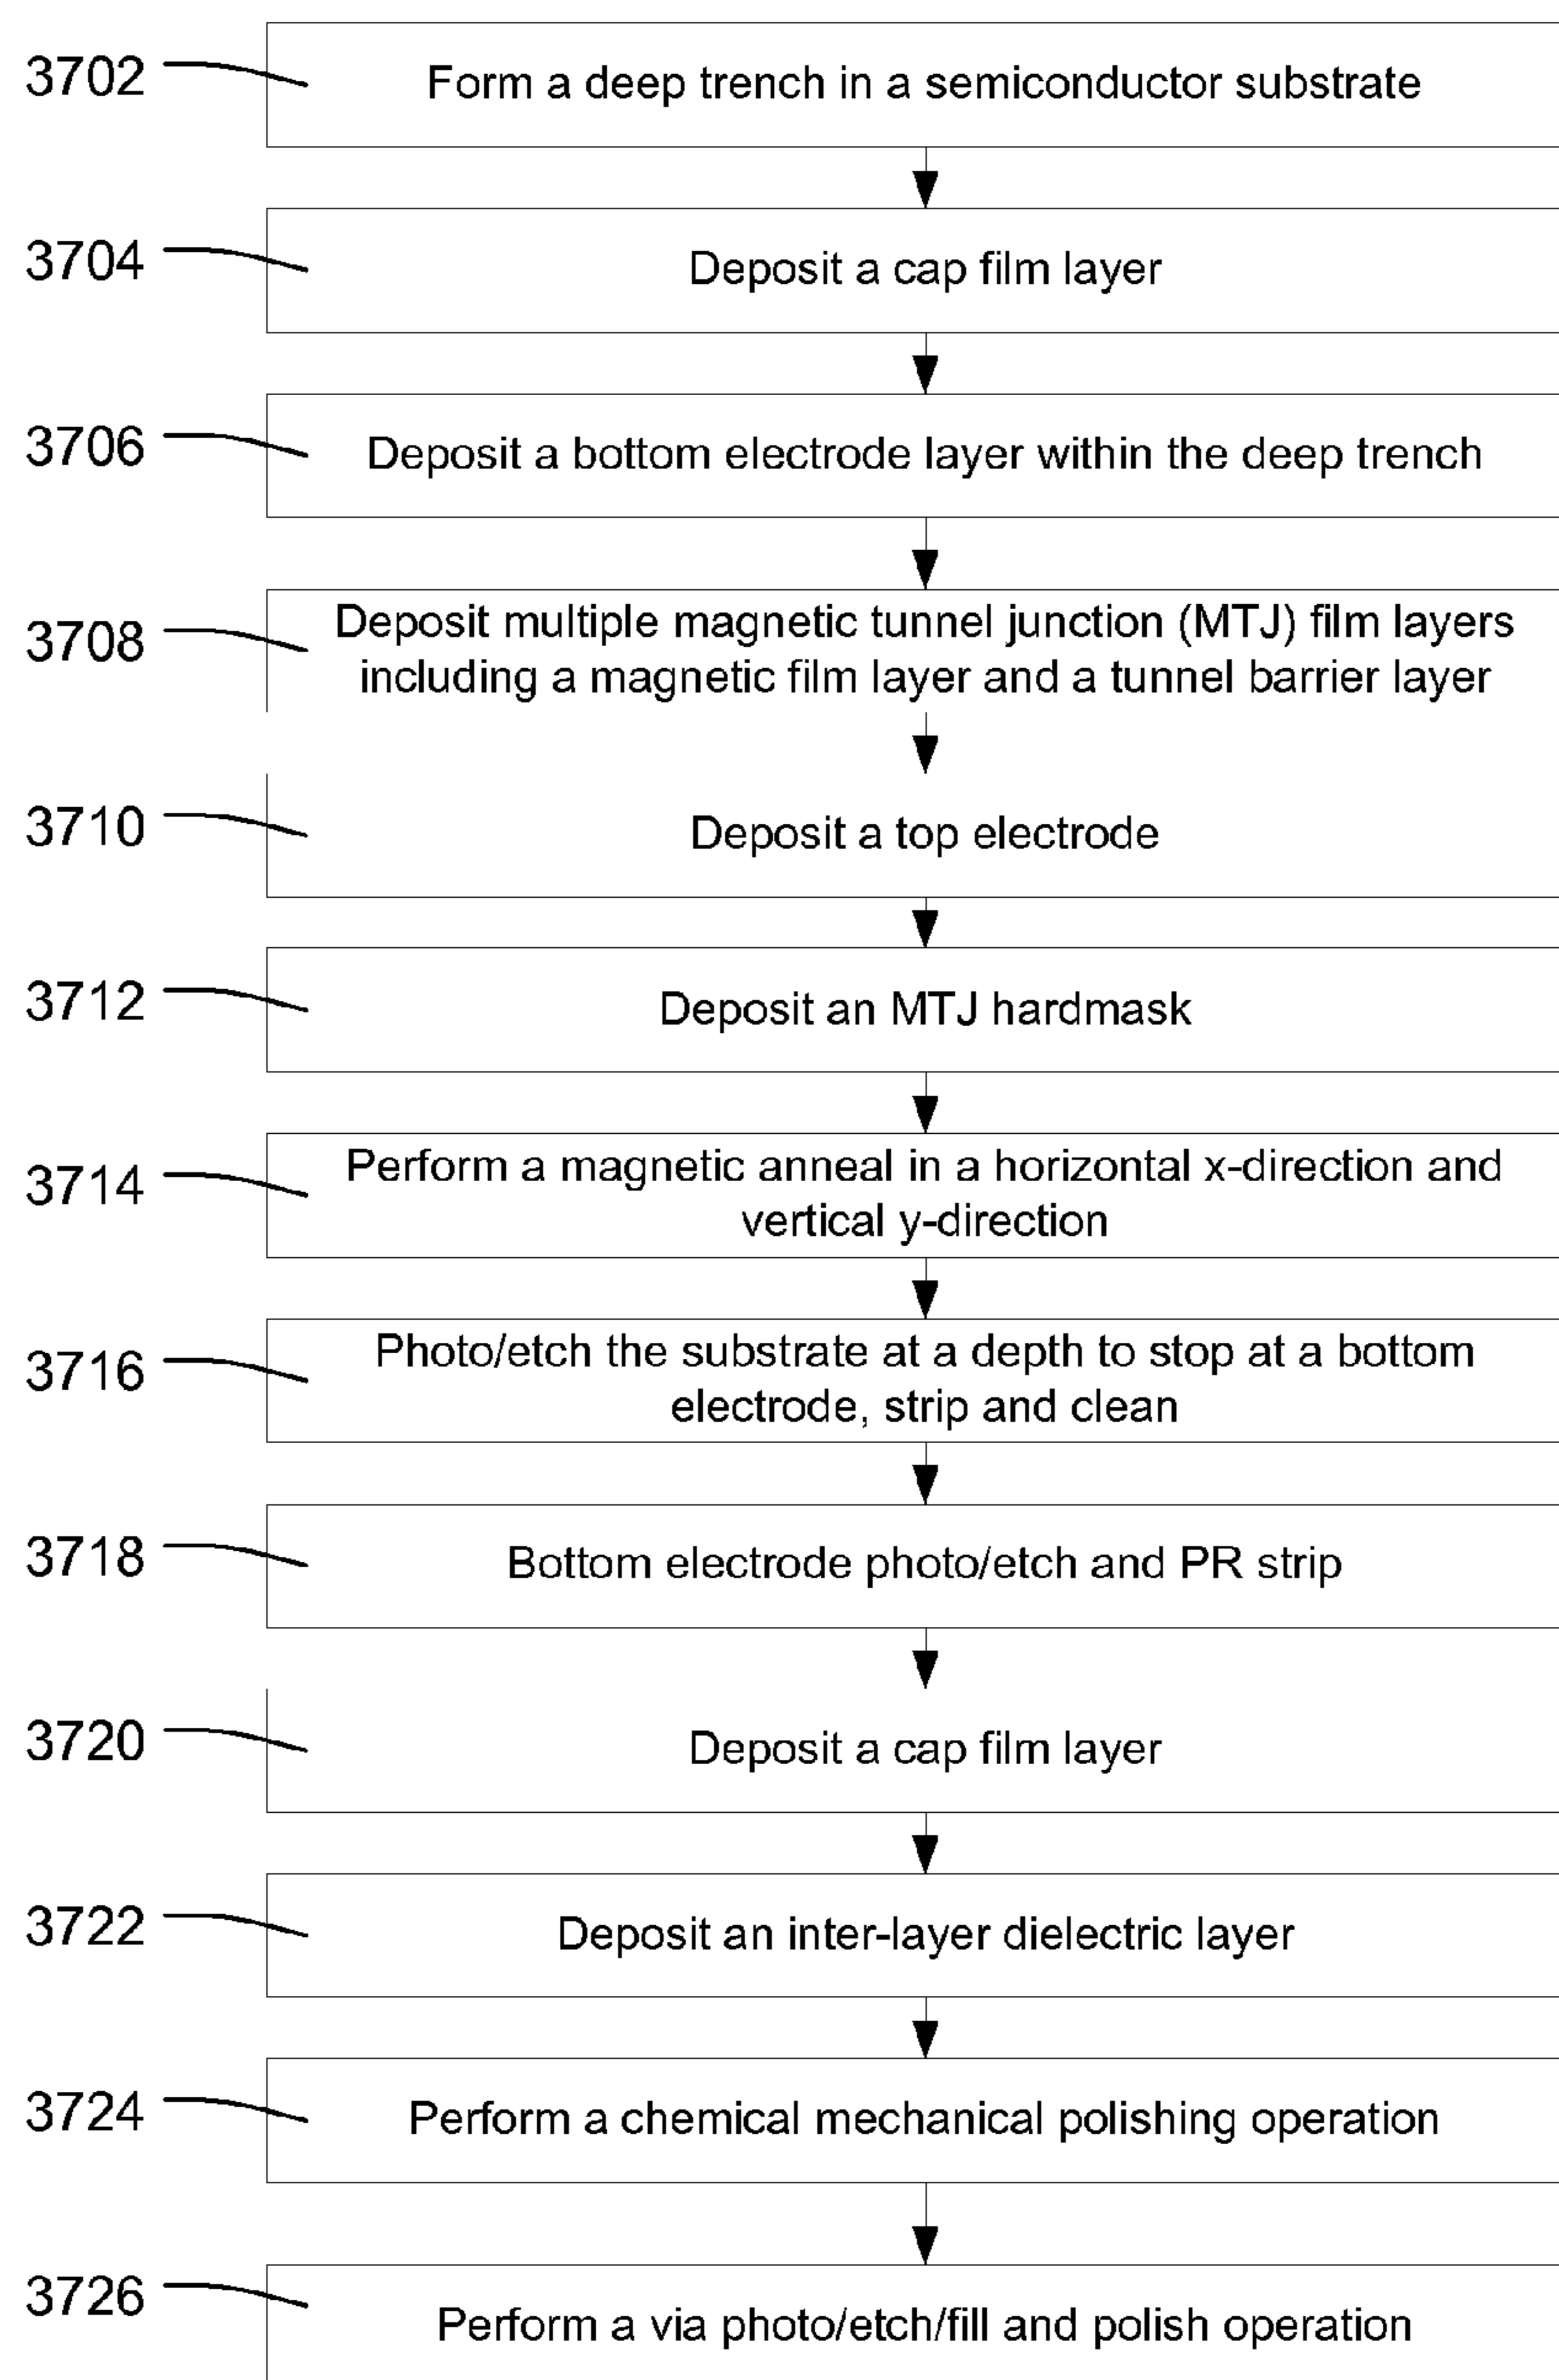 3702 Form a deep trench in a semiconductor substrate
3704 Deposit a cap film layer
3706 Deposit a bottom electrode layer within the deep trench
3708 Deposit multiple magnetic tunnel junction (MTJ) film layers
including a magnetic film layer and a tunnel barrier layer
3710 Deposit a top electrode
3712 Deposit an MTJ hardmask
3714 Perform a magnetic anneal in a horizontal x-direction and
vertical y-direction
3716 Photo/etch the substrate at a depth to stop at a bottom
electrode, strip and clean
3718 Bottom electrode photo/etch and PR strip
3720 Deposit a cap film layer
3722 Deposit an inter-layer dielectric layer
3724 Perform a chemical mechanical polishing operation
3726 Perform a via photo/etch/fill and polish operation